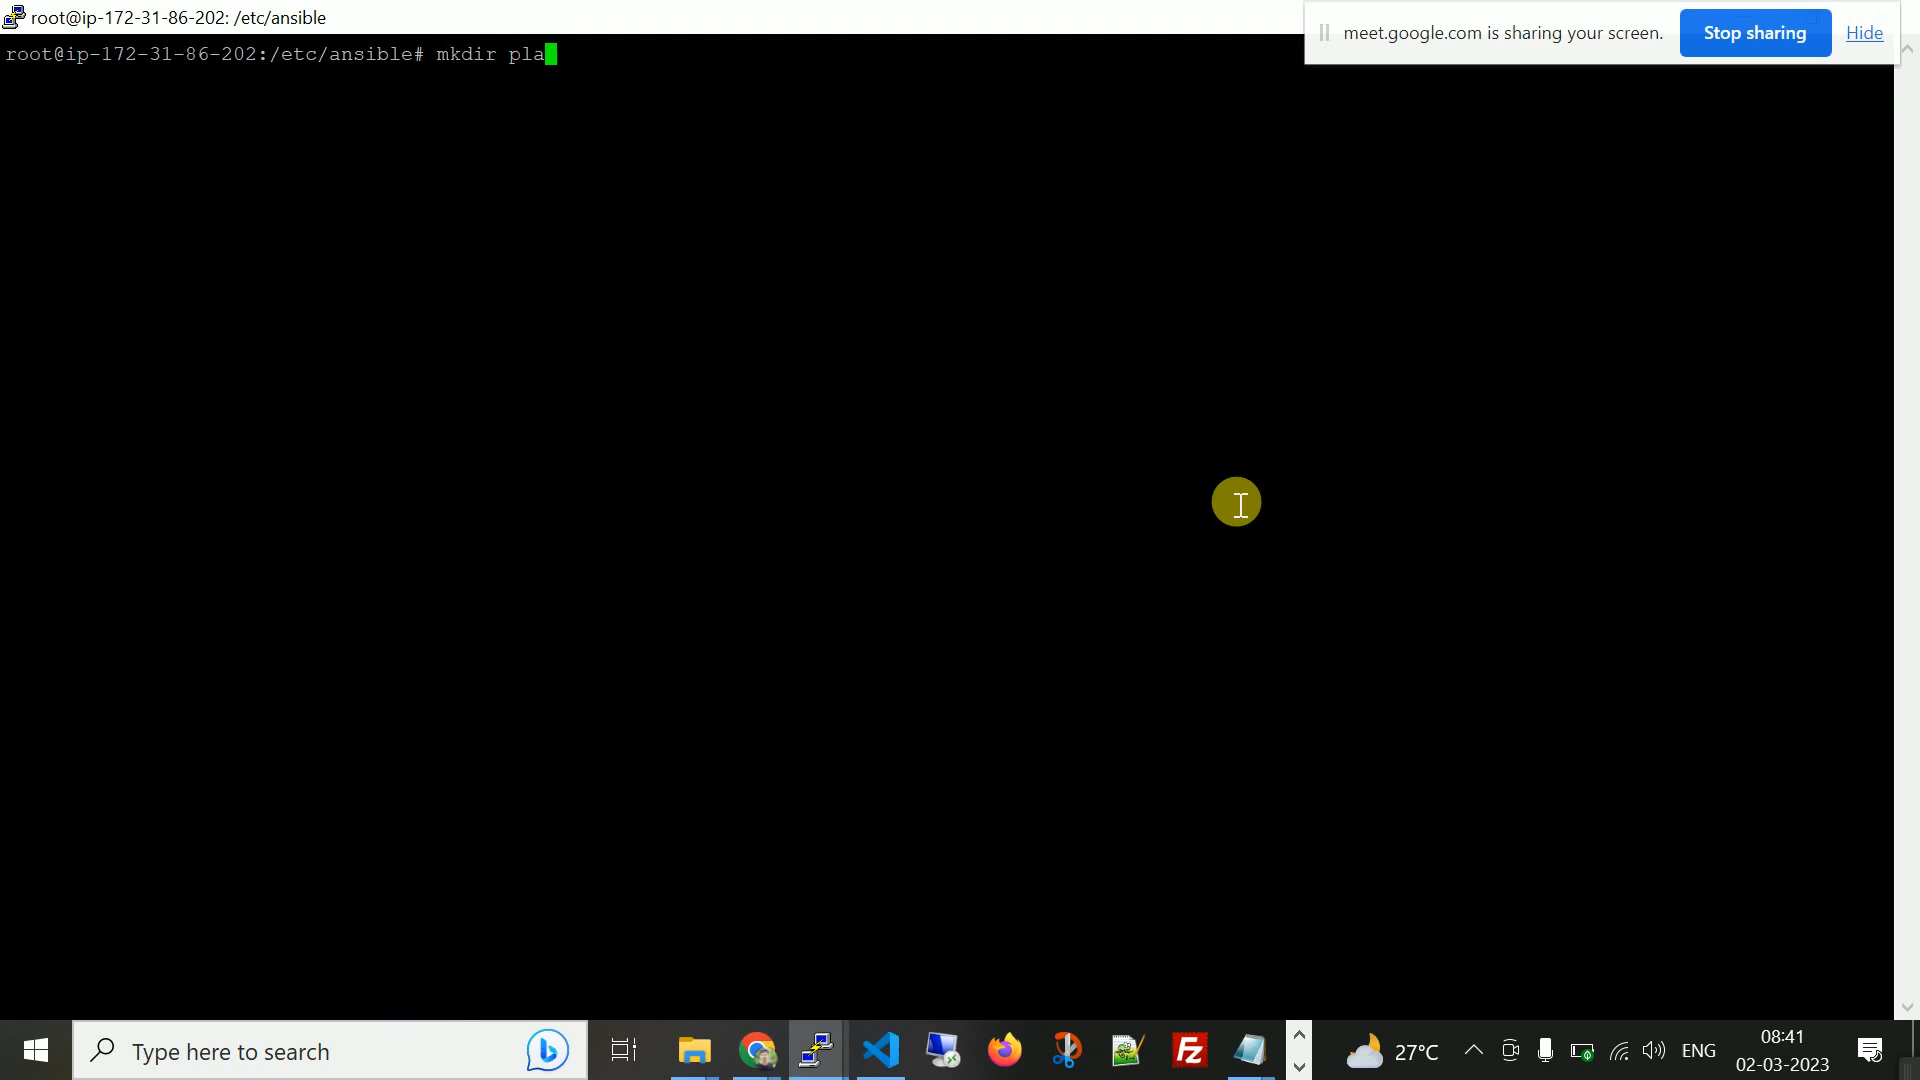 root@ip-172-31-86-202: /etc/ansible
meet.google.com is sharing your screen.
Stop sharing
Hide
root@ip-172-31-86-202:/etc/ansible# mkdir pla
Type here to search
27°C
ENG
08:41
02-03-2023